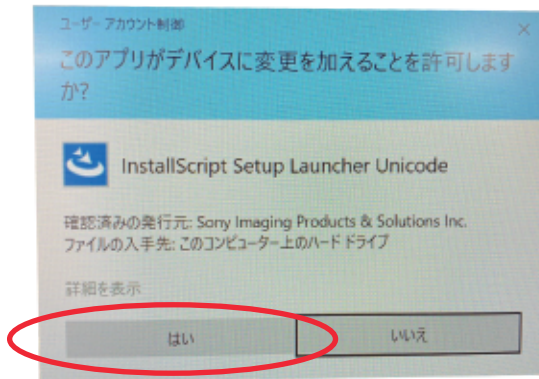 ユーザー アカウント制御
このアプリがデバイスに変更を加えることを許可します
か?
InstallScript Setup Launcher Unicode
確認済みの発行元: Sony Imaging Products & Solutions Inc.
ファイルの入手先: このコンピューター上のハード ドライブ
詳細を表示
はい
いいえ